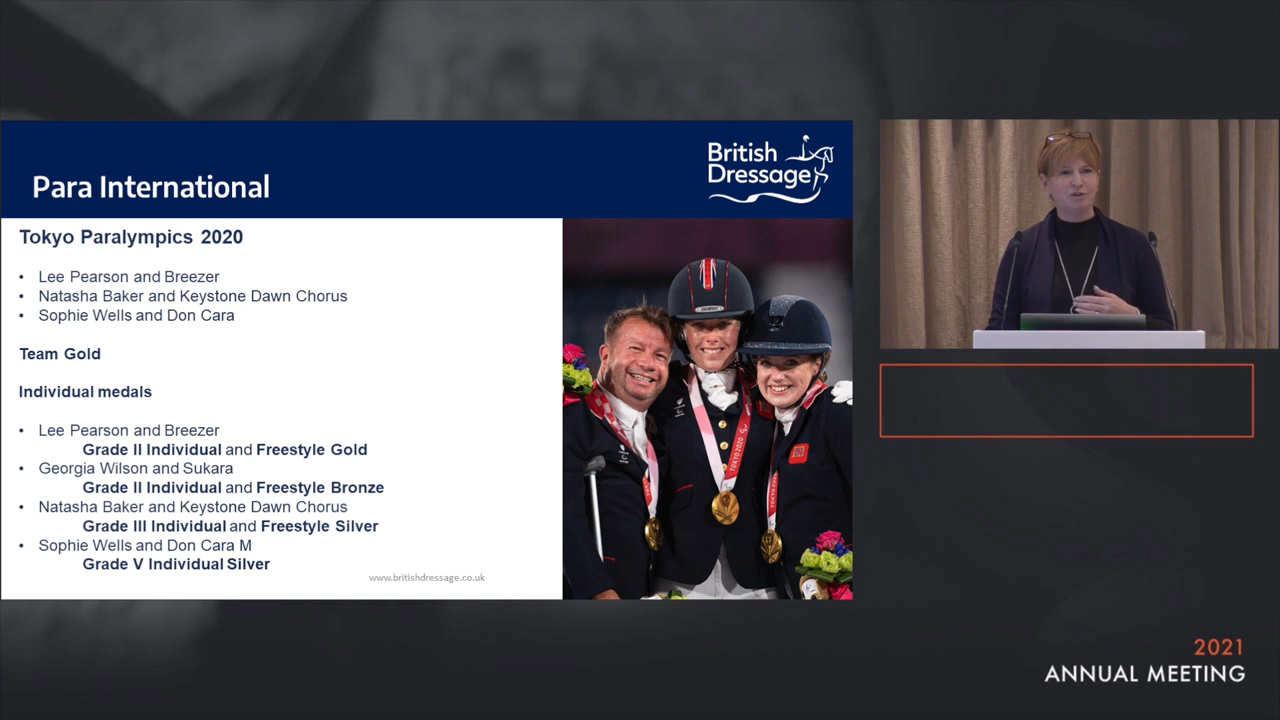 Para International
British
Dressage
Tokyo Paralympics 2020
• Lee Pearson and Breezer
• Natasha Baker and Keystone Dawn Chorus
• Sophie Wells and Don Cara
Team Gold
Individual medals
• Lee Pearson and Breezer
Grade II Individual and Freestyle Gold
• Georgia Wilson and Sukara
Grade II Individual and Freestyle Bronze
• Natasha Baker and Keystone Dawn Chorus
Grade III Individual and Freestyle Silver
• Sophie Wells and Don Cara M
Grade V Individual Silver
www.britishdressage.co.uk
TOKYO 2020
2021
ANNUAL MEETING